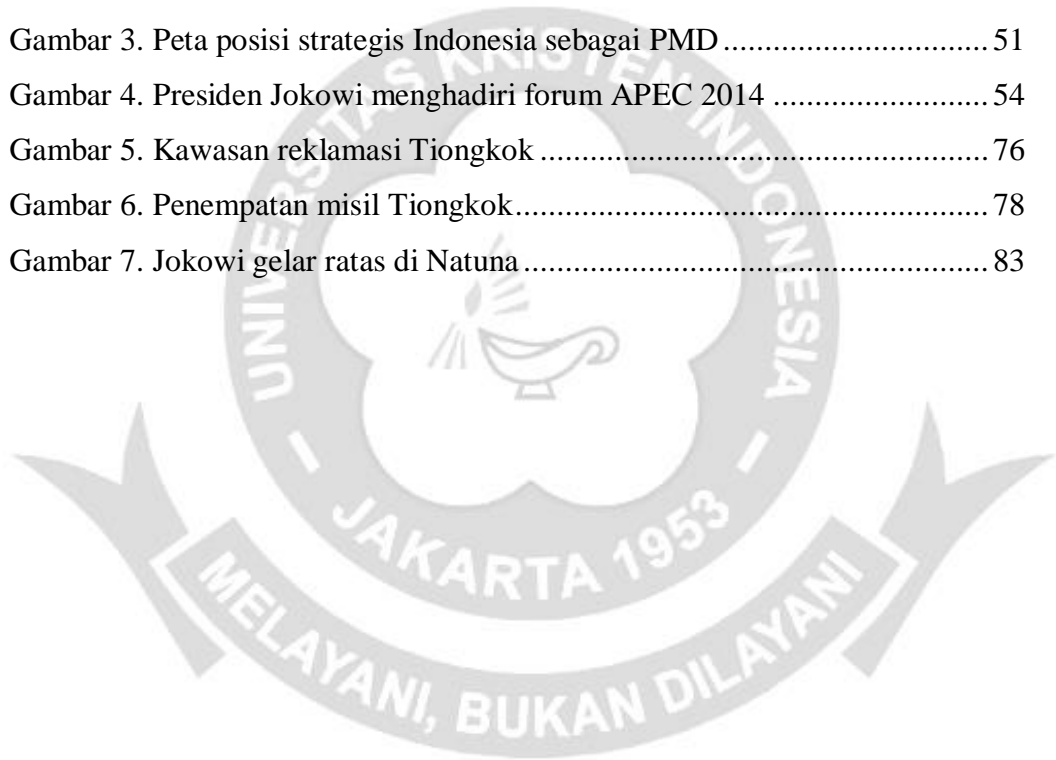 Gambar 3. Peta posisi strategis Indonesia sebagai PMD ................................ 51
Gambar 4. Presiden Jokowi menghadiri forum APEC 2014 .......................... 54
Gambar 5. Kawasan reklamasi Tiongkok ...................................................... 76
Gambar 6. Penempatan misil Tiongkok......................................................... 78
Gambar 7. Jokowi gelar ratas di Natuna ........................................................ 83
UNIVERSITAS KRISTEN INDONESIA
- JAKARTA 1953 -
MELAYANI, BUKAN DILAYANI